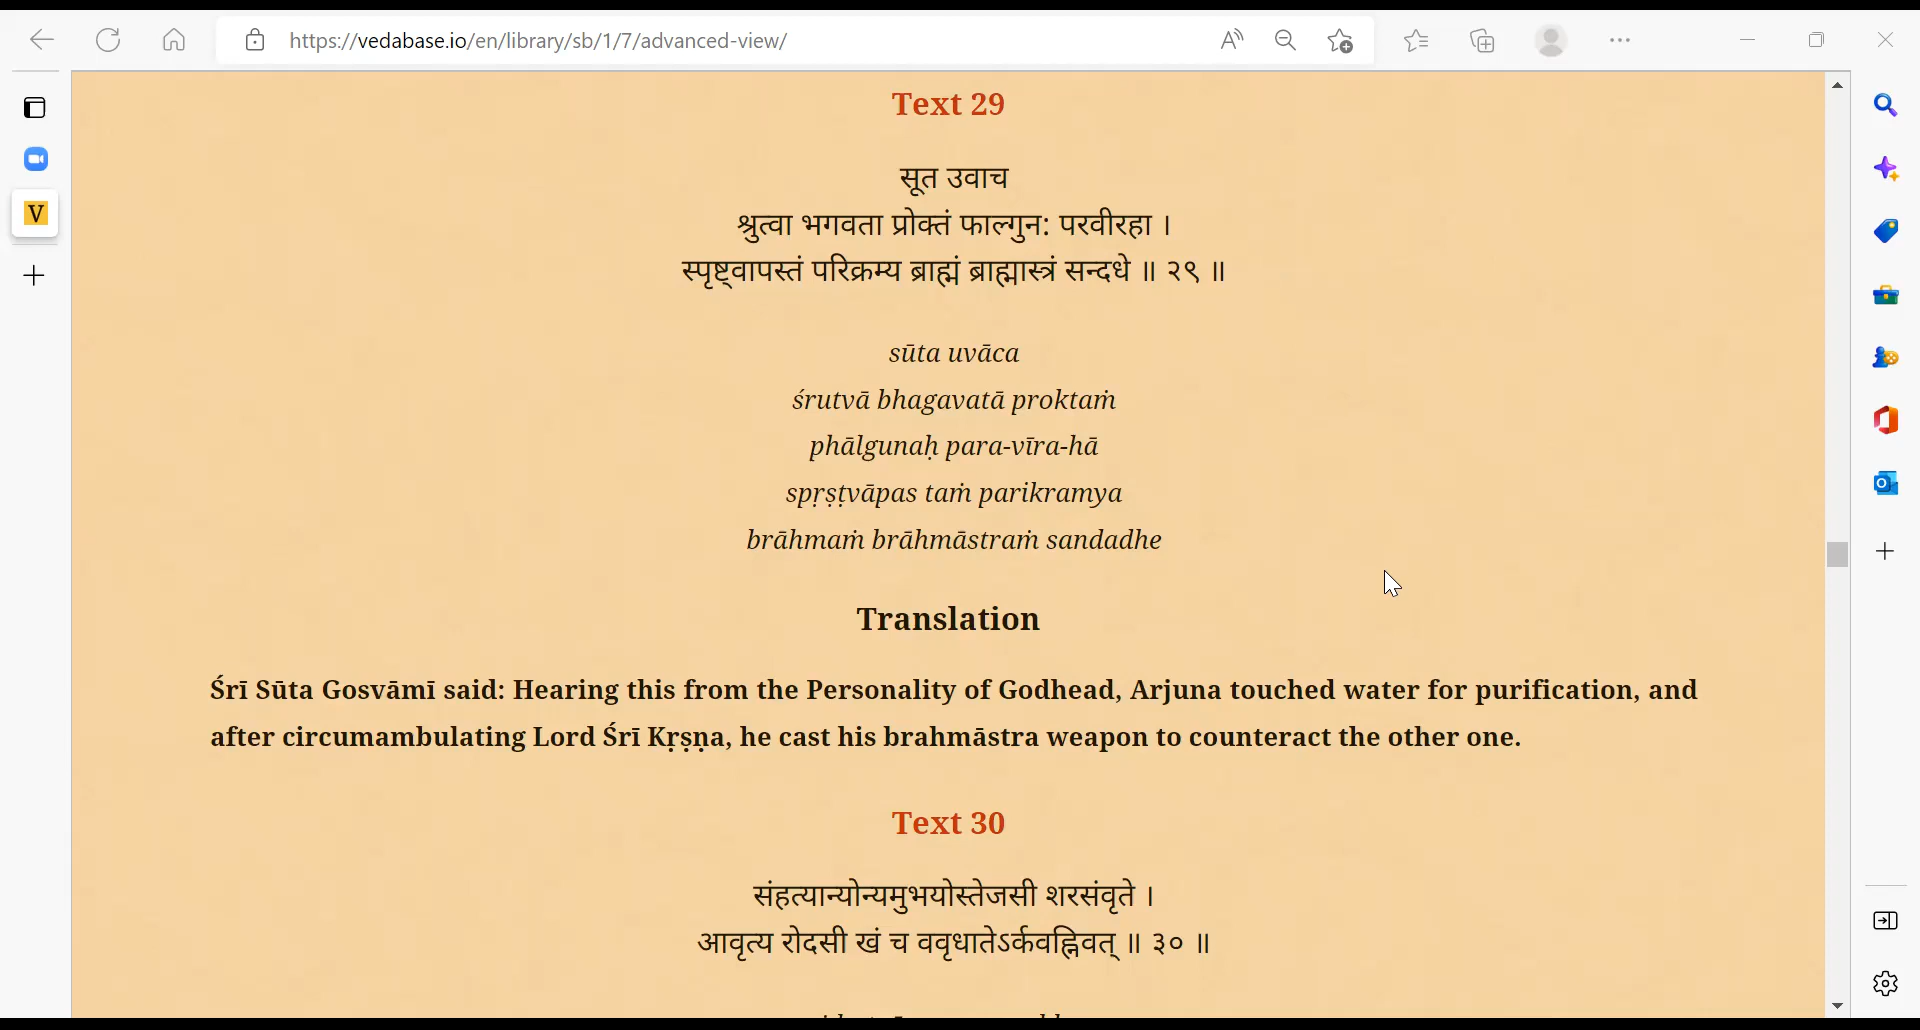 https://vedabase.io/en/library/sb/1/7/advanced-view/
Text 29
सूत उवाच
श्रुत्वा भगवता प्रोक्तं फाल्गुन: परवीरहा ।
स्पृष्ट्वापस्तं परिक्रम्य ब्राह्मं ब्राह्मास्त्रं सन्दधे ॥ २९ ॥
sūta uvāca
śrutvā bhagavatā proktaṁ
phālgunaḥ para-vīra-hā
spṛṣṭvāpas taṁ parikramya
brāhmaṁ brāhmāstraṁ sandadhe
Translation
Śrī Sūta Gosvāmī said: Hearing this from the Personality of Godhead, Arjuna touched water for purification, and
after circumambulating Lord Śrī Kṛṣṇa, he cast his brahmāstra weapon to counteract the other one.
Text 30
संहत्यान्योन्यमुभयोस्तेजसी शरसंवृते ।
आवृत्य रोदसी खं च ववृधातेऽर्कवह्निवत् ॥ ३० ॥